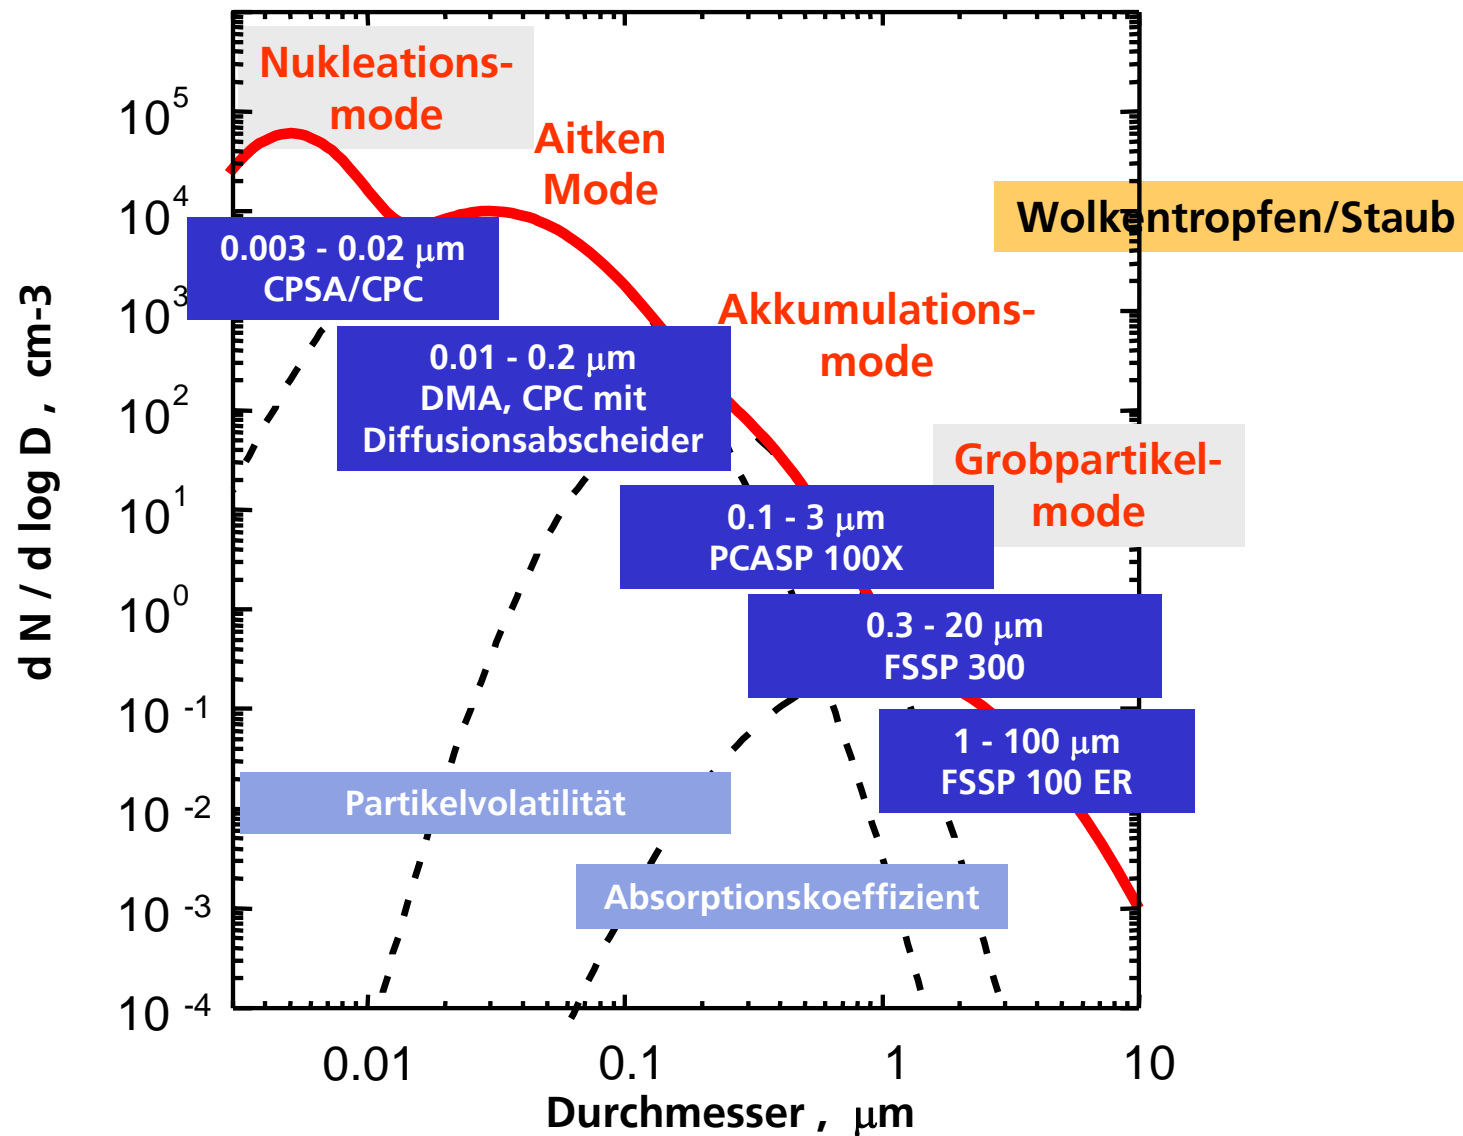 Nukleations-
mode
Aitken
Mode
Wolkentropfen/Staub
0.003 - 0.02 μm
CPSA/CPC
Akkumulations-
mode
0.01 - 0.2 μm
DMA, CPC mit
Diffusionsabscheider
Grobpartikel-
mode
0.1 - 3 μm
PCASP 100X
0.3 - 20 μm
FSSP 300
1 - 100 μm
FSSP 100 ER
Partikelvolatilität
Absorptionskoeffizient
d N / d log D , cm-3
10^5
10^4
10^3
10^2
10^1
10^0
10^-1
10^-2
10^-3
10^-4
0.01 0.1 1 10
Durchmesser , μm